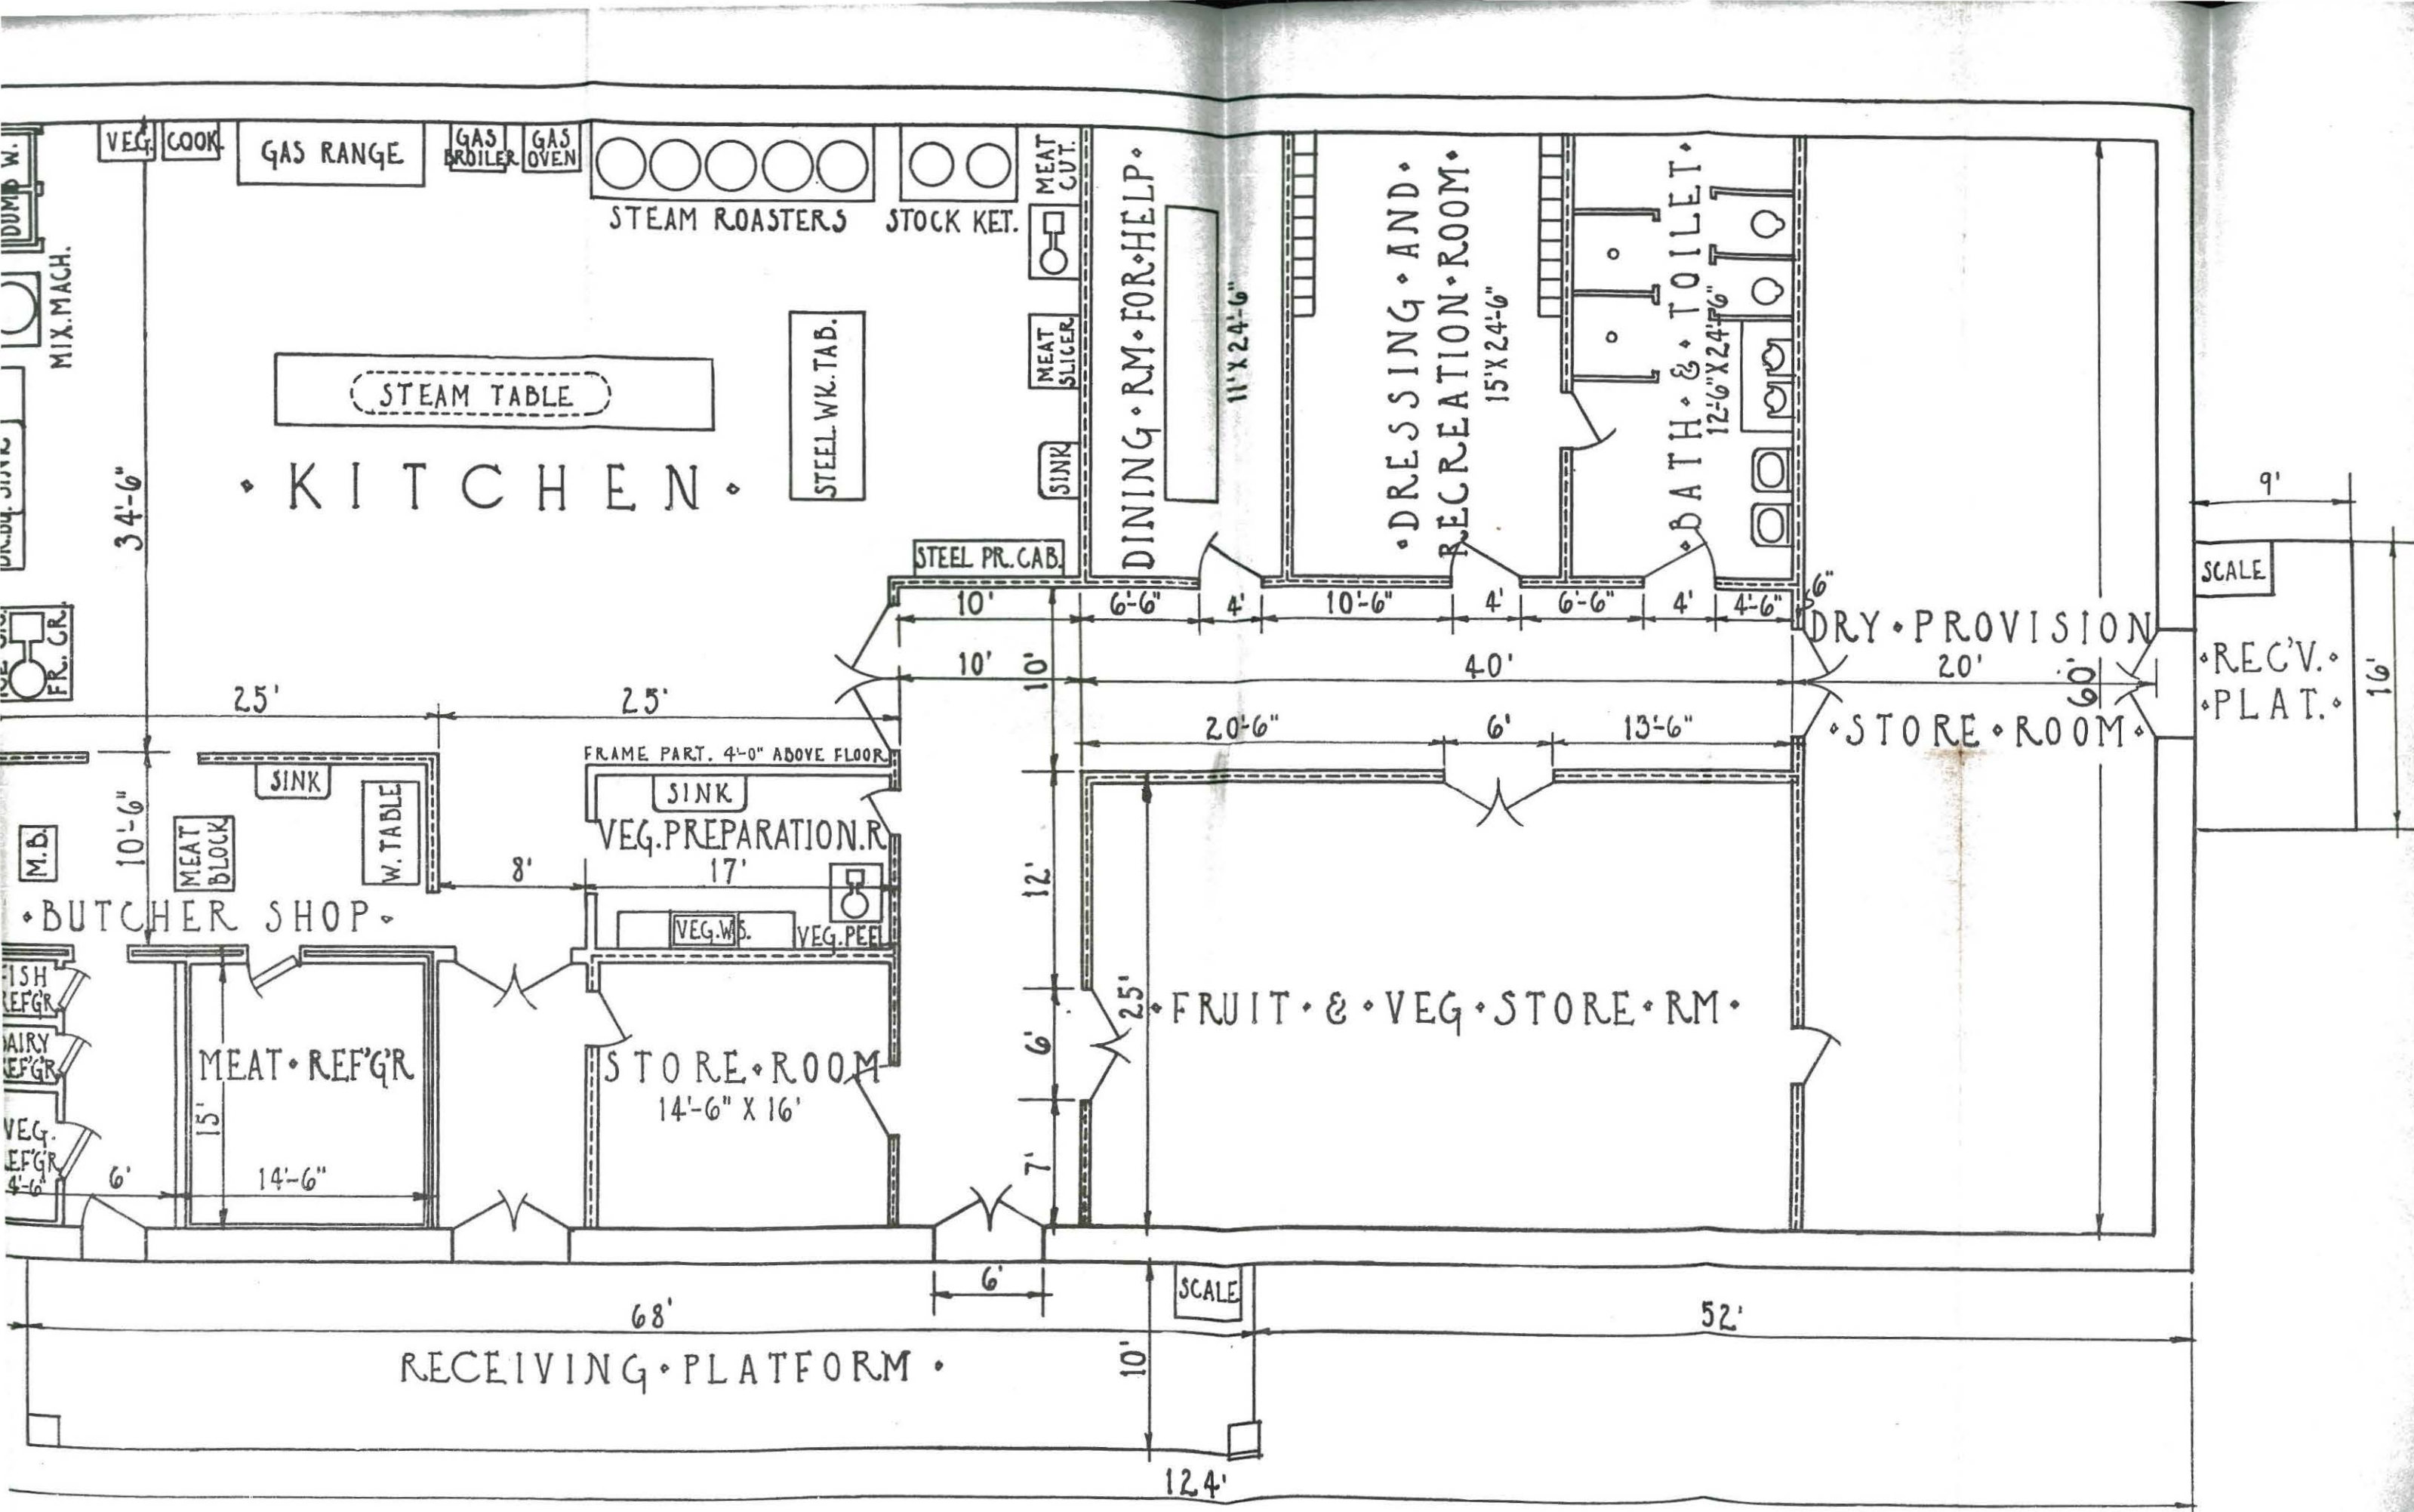 DUMB W.
VEG.
COOK.
GAS RANGE
GAS
BROILER
GAS
OVEN
STEAM ROASTERS
STOCK KET.
MEAT
CUT.
MIX. MACH.
STEAM TABLE
STEEL WK. TAB.
MEAT
SLICER
SINK
• KITCHEN •
34'-6"
STEEL PR. CAB.
FR. CR.
DINING • RM • FOR • HELP •
11' X 24'-6"
• DRESSING • AND •
RECREATION • ROOM •
15' X 24'-6"
• BATH • & • TOILET •
12'-6" X 24'-6"
10'
6'-6"
4'
10'-6"
4'
6'-6"
4'
4'-6"
6"
DRY • PROVISION
• STORE • ROOM •
10'
10'
40'
20'
60'
9'
SCALE
• REC'V. •
• PLAT. •
16'
25'
25'
20'-6"
6'
13'-6"
FRAME PART. 4'-0" ABOVE FLOOR
SINK
SINK
W. TABLE
M.B.
10'-6"
MEAT
BLOCK
• BUTCHER SHOP •
VEG. PREPARATION. R
8'
17'
VEG. WS.
VEG. PEEL
12'
6'
7'
25'
• FRUIT • & • VEG • STORE • RM •
MEAT • REF'G'R
15'
14'-6"
6'
VEG.
4'-6"
STORE • ROOM
14'-6" X 16'
6'
SCALE
68'
52'
RECEIVING • PLATFORM •
10'
124'